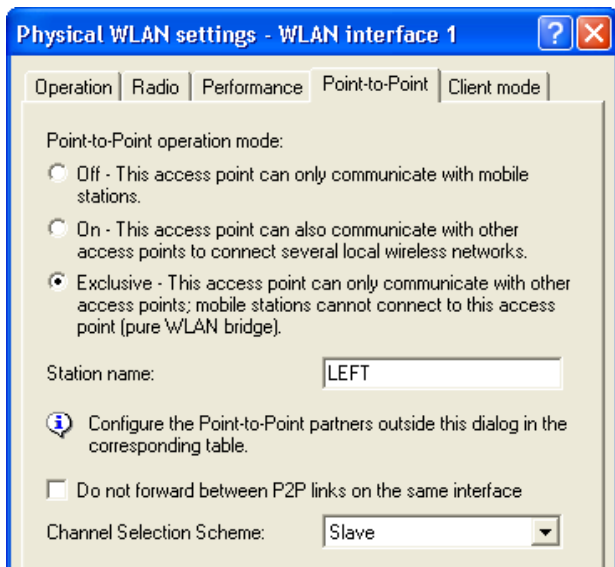 Physical WLAN settings - WLAN interface 1
Operation Radio Performance Point-to-Point Client mode
Point-to-Point operation mode:
Off - This access point can only communicate with mobile
stations.
On - This access point can also communicate with other
access points to connect several local wireless networks.
Exclusive - This access point can only communicate with other
access points; mobile stations cannot connect to this access
point (pure WLAN bridge).
Station name: LEFT
Configure the Point-to-Point partners outside this dialog in the
corresponding table.
Do not forward between P2P links on the same interface
Channel Selection Scheme: Slave